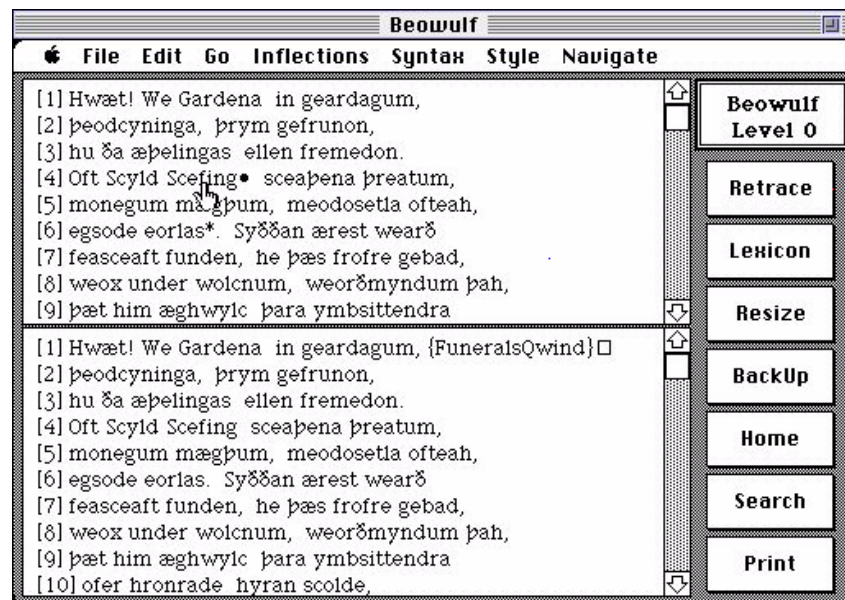 Beowulf
File Edit Go Inflections Syntax Style Navigate
[1] Hwæt! We Gardena in geardagum,
[2] þeodcyninga, þrym gefrunon,
[3] hu ða æþelingas ellen fremedon.
[4] Oft Scyld Scefing• sceaþena þreatum,
[5] monegum mægþum, meodosetla ofteah,
[6] egsode eorlas*. Syððan ærest wearð
[7] feasceaft funden, he þæs frofre gebad,
[8] weox under wolcnum, weorðmyndum þah,
[9] þæt him æghwylc þara ymbsittendra
[1] Hwæt! We Gardena in geardagum, {FuneralsQwind}□
[2] þeodcyninga, þrym gefrunon,
[3] hu ða æþelingas ellen fremedon.
[4] Oft Scyld Scefing sceaþena þreatum,
[5] monegum mægþum, meodosetla ofteah,
[6] egsode eorlas. Syððan ærest wearð
[7] feasceaft funden, he þæs frofre gebad,
[8] weox under wolcnum, weorðmyndum þah,
[9] þæt him æghwylc þara ymbsittendra
[10] ofer hronrade hyran scolde,
Beowulf
Level 0
Retrace
Lexicon
Resize
BackUp
Home
Search
Print